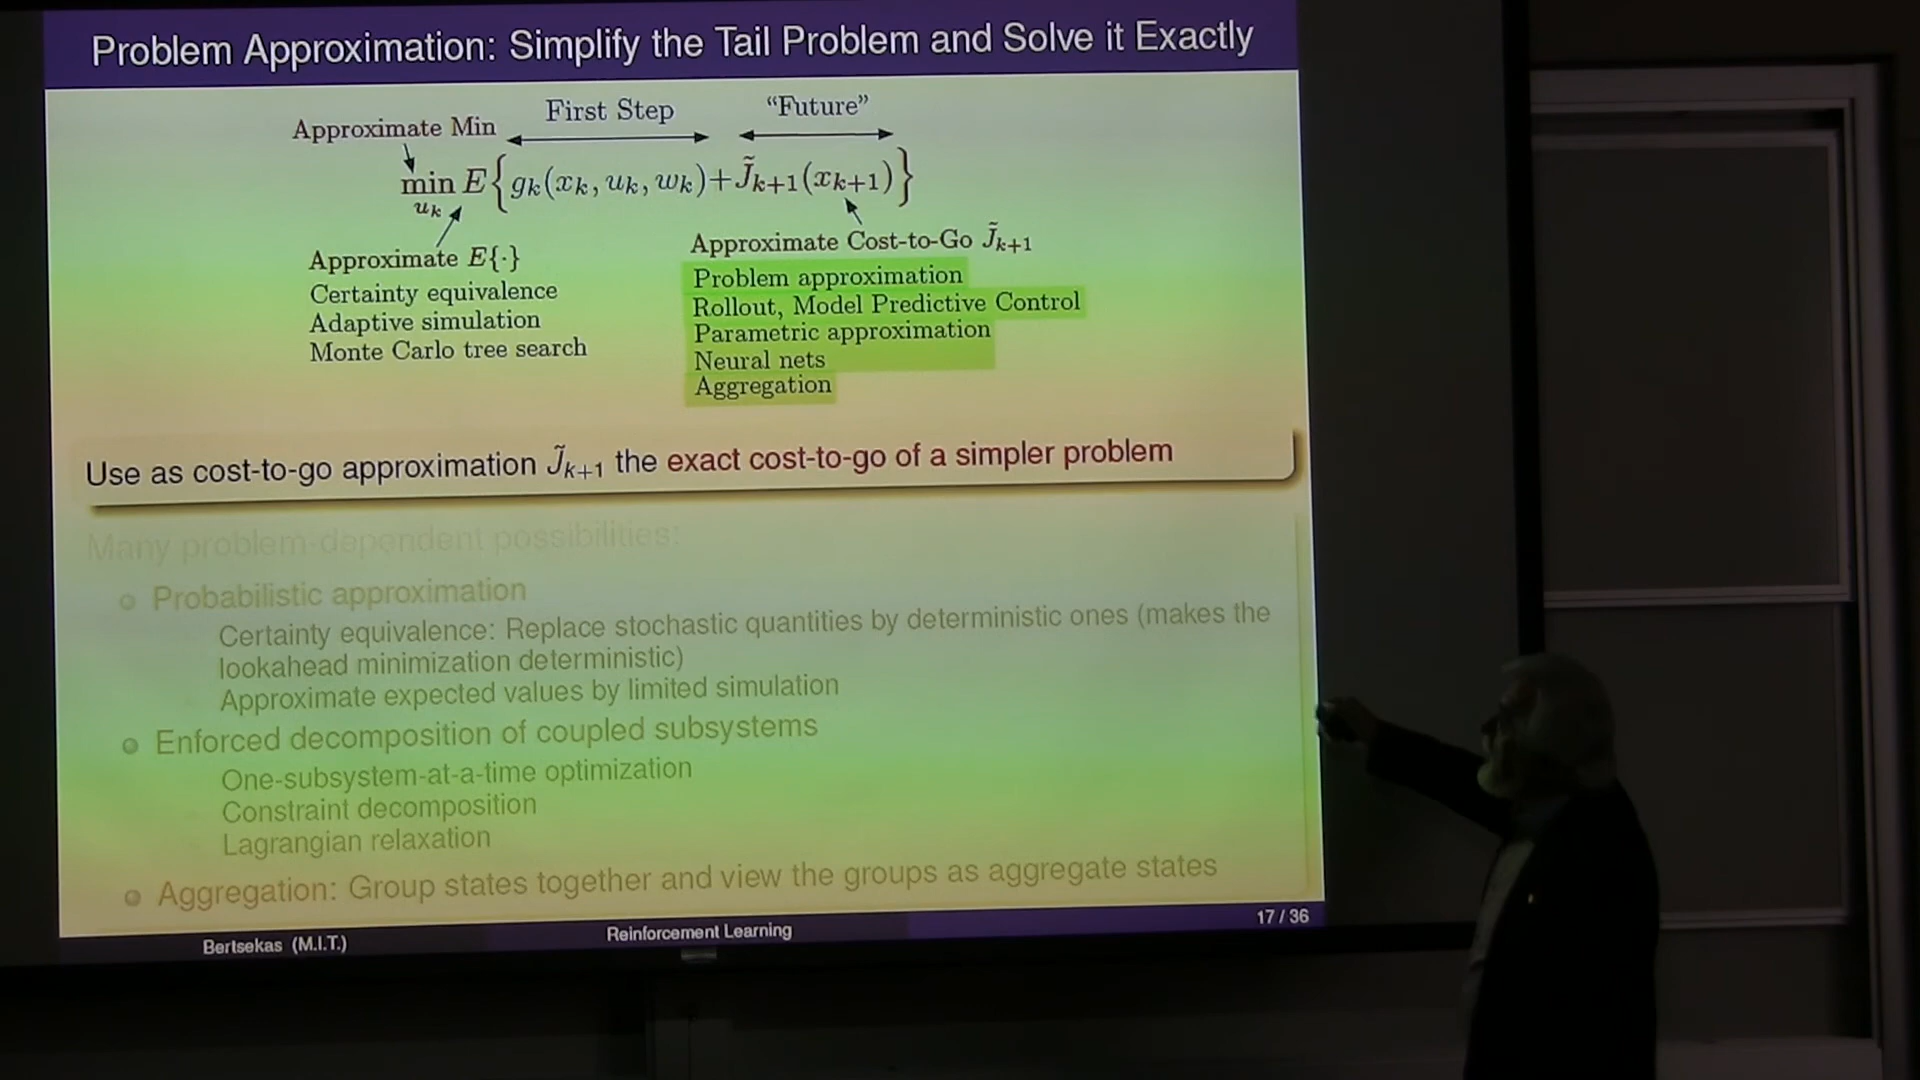 Problem Approximation: Simplify the Tail Problem and Solve it Exactly
First Step
“Future”
Approximate Min
min E{gk(xk, uk, wk)+J̃k+1(xk+1)}
uk
Approximate E{·}
Certainty equivalence
Adaptive simulation
Monte Carlo tree search
Approximate Cost-to-Go J̃k+1
Problem approximation
Rollout, Model Predictive Control
Parametric approximation
Neural nets
Aggregation
Use as cost-to-go approximation J̃k+1 the exact cost-to-go of a simpler problem
Many problem-dependent possibilities:
Probabilistic approximation
Certainty equivalence: Replace stochastic quantities by deterministic ones (makes the
lookahead minimization deterministic)
Approximate expected values by limited simulation
Enforced decomposition of coupled subsystems
One-subsystem-at-a-time optimization
Constraint decomposition
Lagrangian relaxation
Aggregation: Group states together and view the groups as aggregate states
Bertsekas (M.I.T.)
Reinforcement Learning
17 / 36